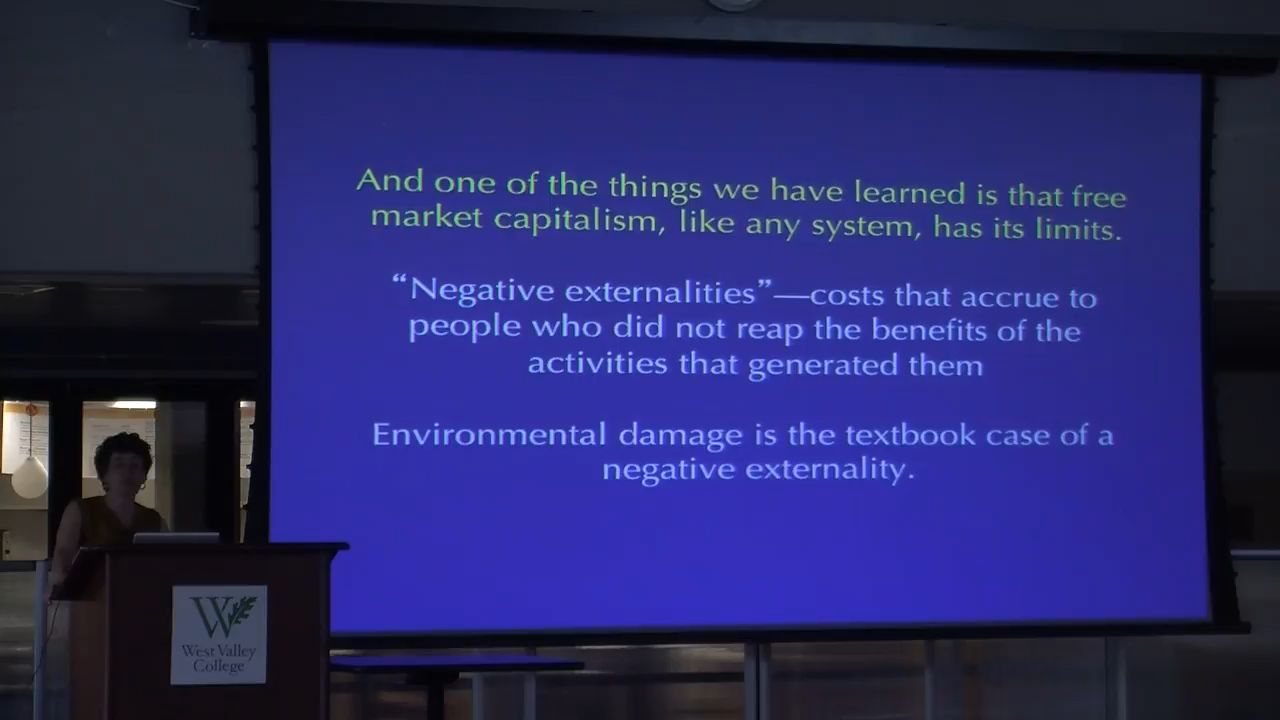 And one of the things we have learned is that free
market capitalism, like any system, has its limits.
“Negative externalities”—costs that accrue to
people who did not reap the benefits of the
activities that generated them
Environmental damage is the textbook case of a
negative externality.
W
West Valley
College